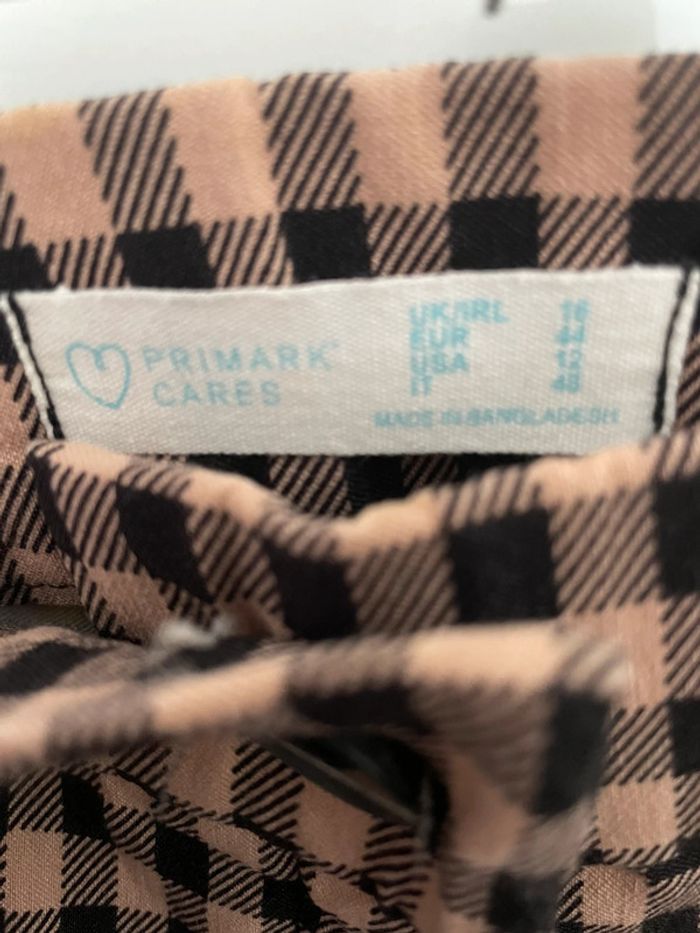 PRIMARK
CARES
UK/IRL 16
EUR 44
USA 12
IT 48
MADE IN BANGLADESH